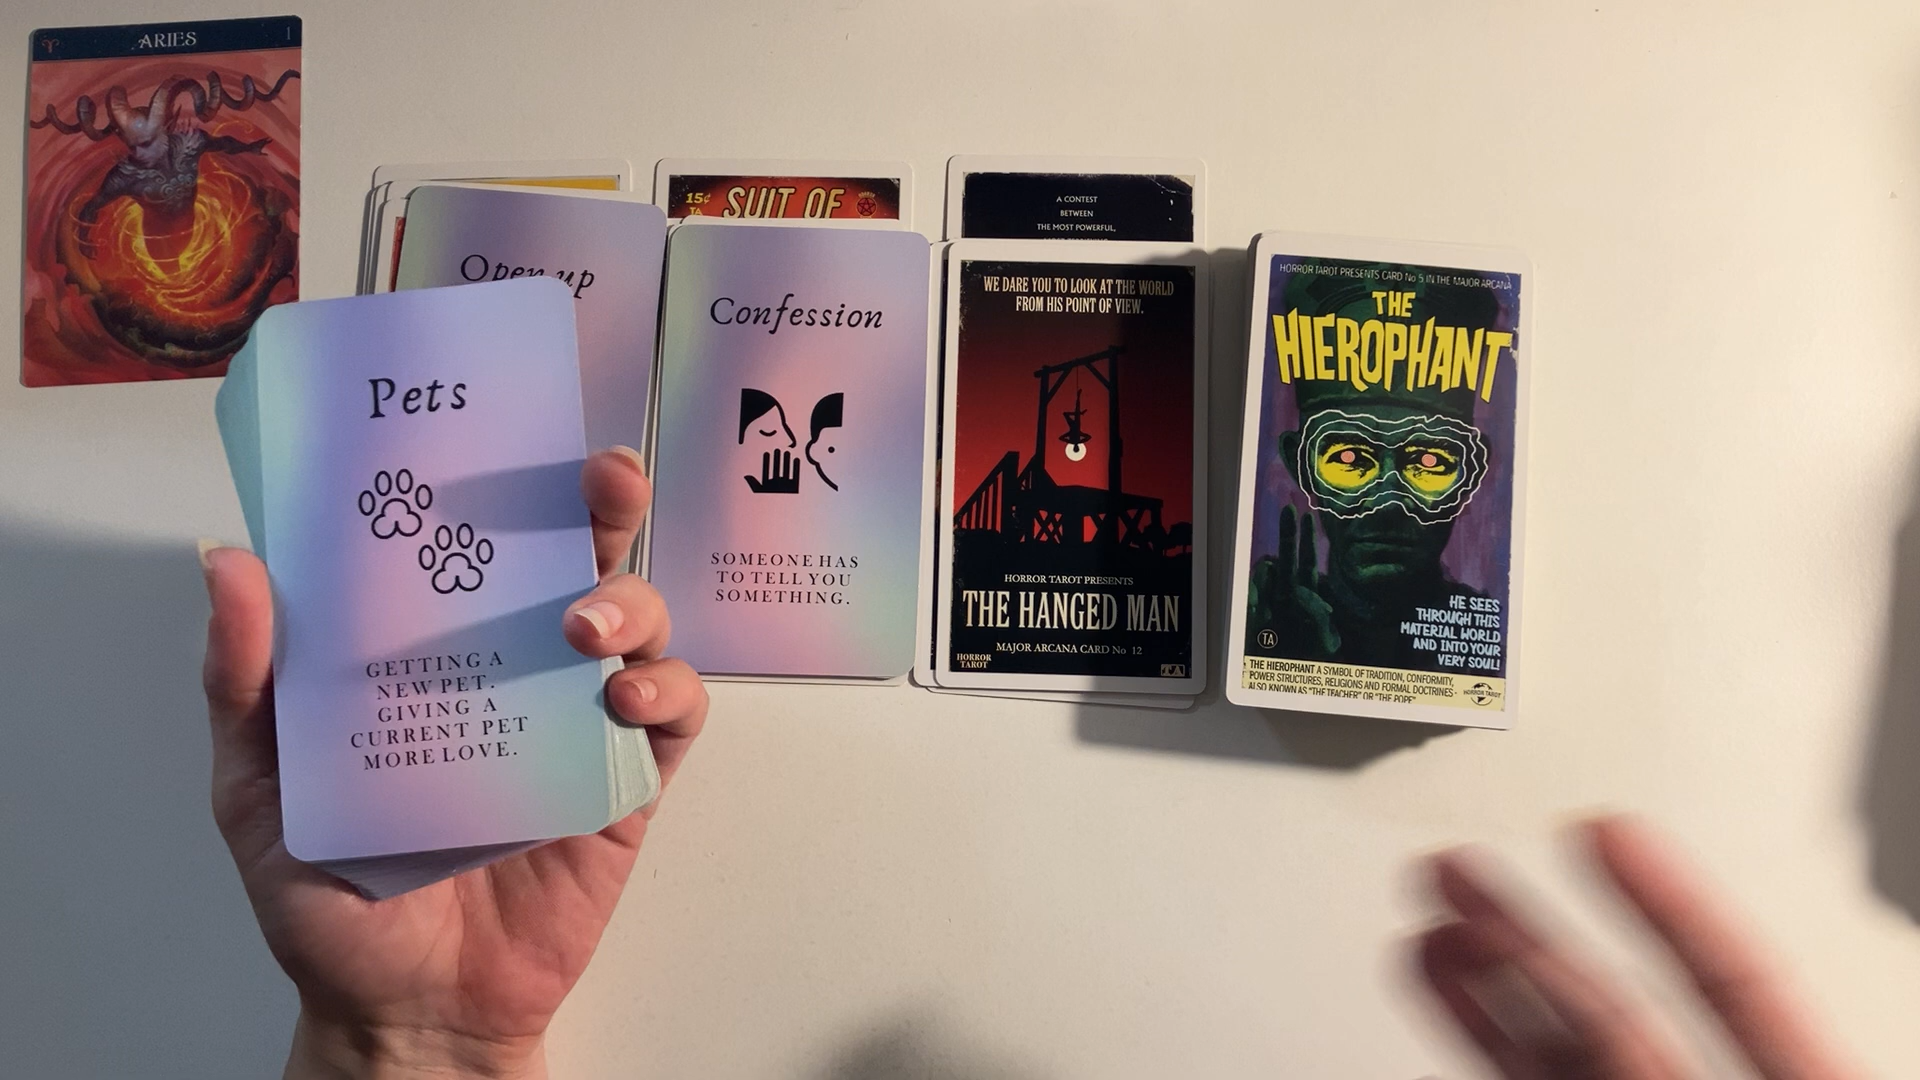 ARIES
1
Open up
Pets
GETTING A
NEW PET.
GIVING A
CURRENT PET
MORE LOVE.
15¢
TA
SUIT OF
Confession
SOMEONE HAS
TO TELL YOU
SOMETHING.
A CONTEST
BETWEEN
THE MOST POWERFUL,
WE DARE YOU TO LOOK AT THE WORLD
FROM HIS POINT OF VIEW.
HORROR TAROT PRESENTS
THE HANGED MAN
MAJOR ARCANA CARD No 12
HORROR
TAROT
TA
HORROR TAROT PRESENTS CARD No 5 IN THE MAJOR ARCANA
THE
HIEROPHANT
HE SEES
THROUGH THIS
MATERIAL WORLD
AND INTO YOUR
VERY SOUL!
TA
THE HIEROPHANT A SYMBOL OF TRADITION, CONFORMITY,
POWER STRUCTURES, RELIGIONS AND FORMAL DOCTRINES -
ALSO KNOWN AS "THE TEACHER" OR "THE POPE"
HORROR TAROT